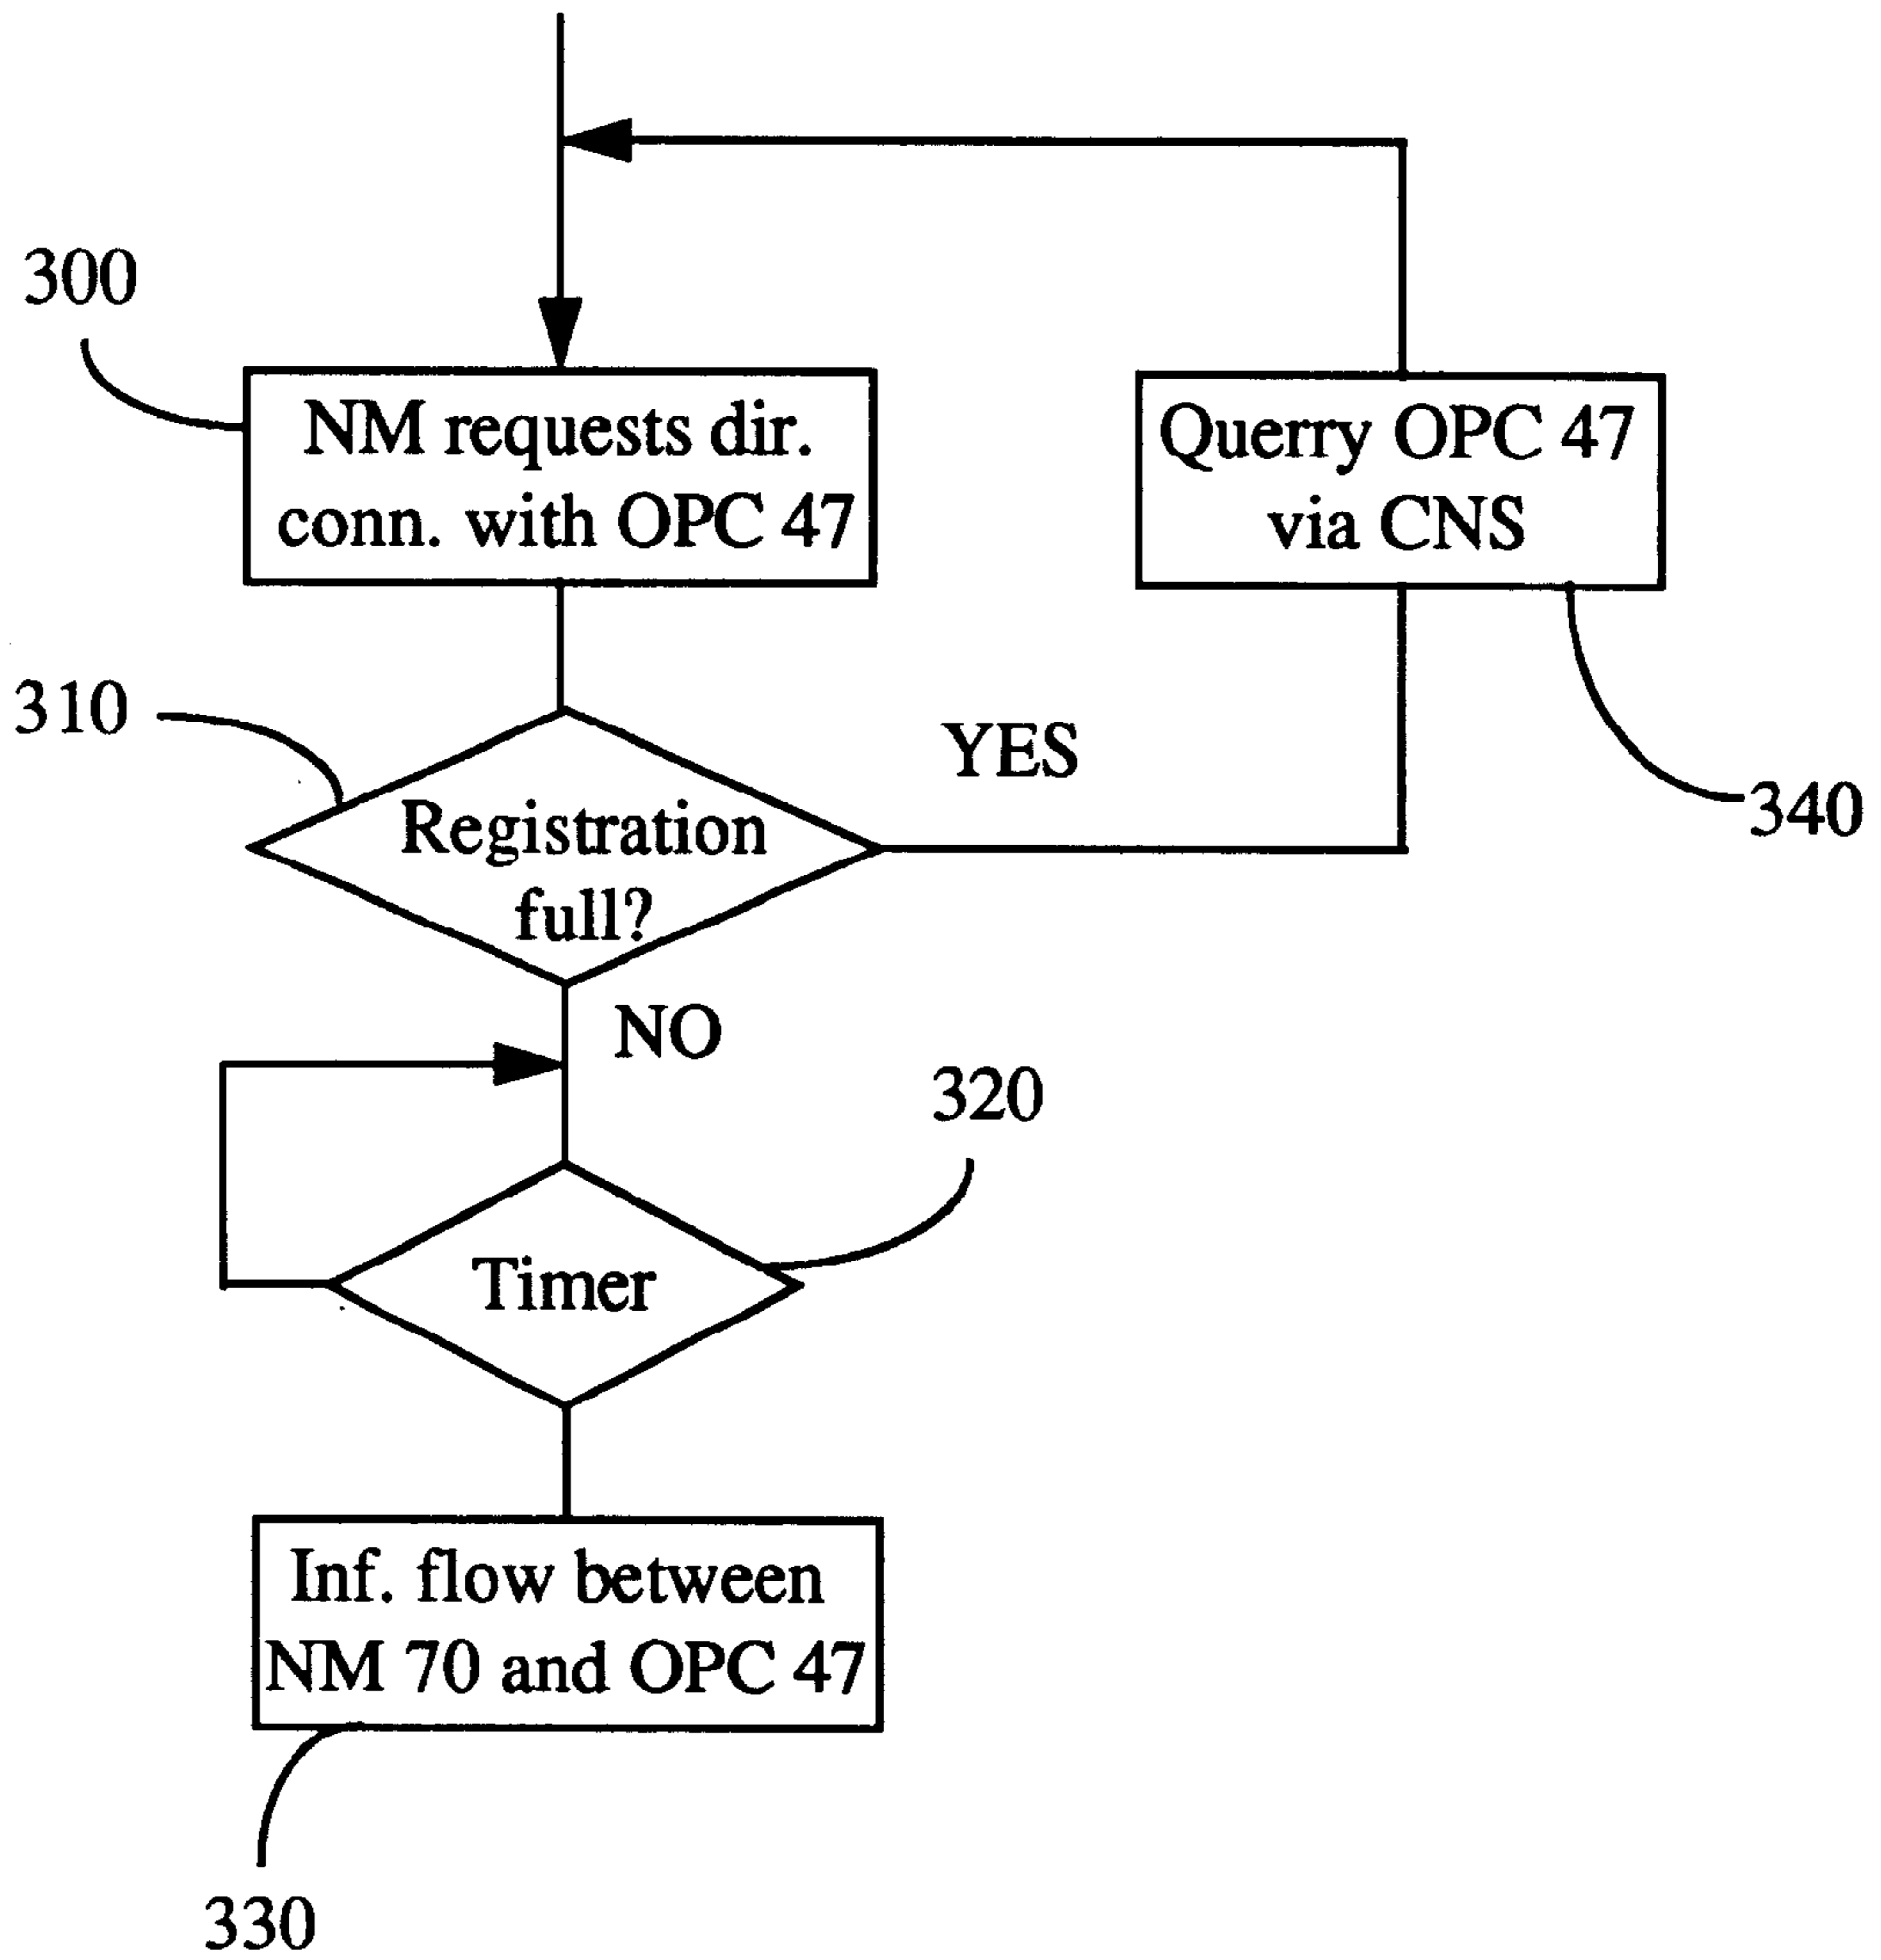 300
NM requests dir.
conn. with OPC 47
Querry OPC 47
via CNS
310
YES
340
Registration
full?
NO
320
Timer
Inf. flow between
NM 70 and OPC 47
330